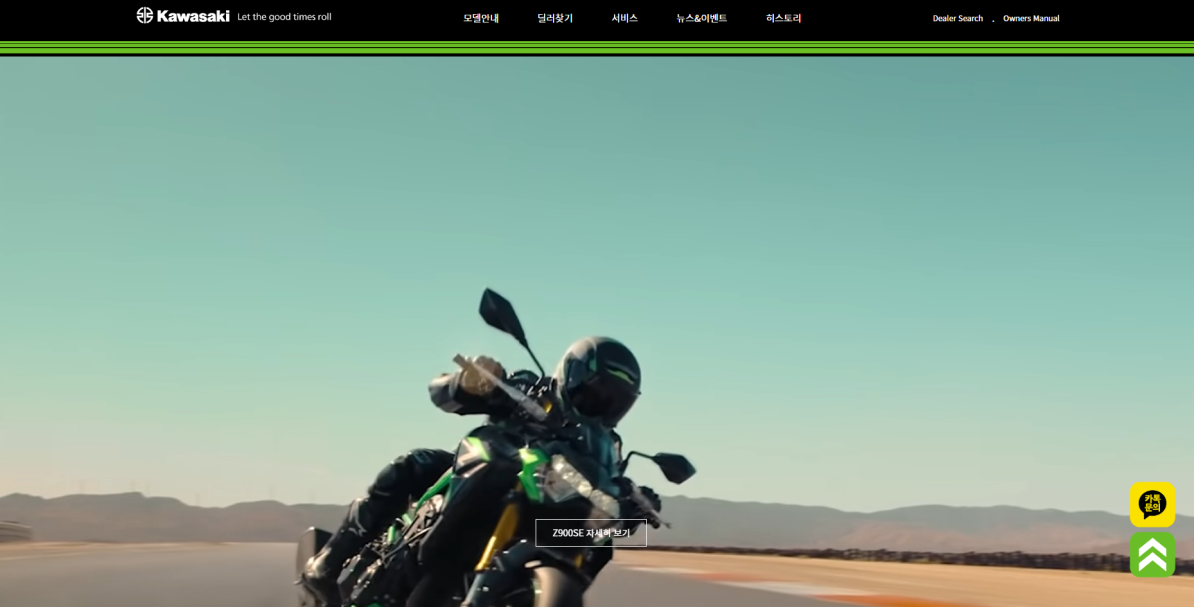 Kawasaki Let the good times roll
모델안내 딜러찾기 서비스 뉴스&이벤트 히스토리
Dealer Search . Owners Manual
Z900SE 자세히 보기
카톡
문의